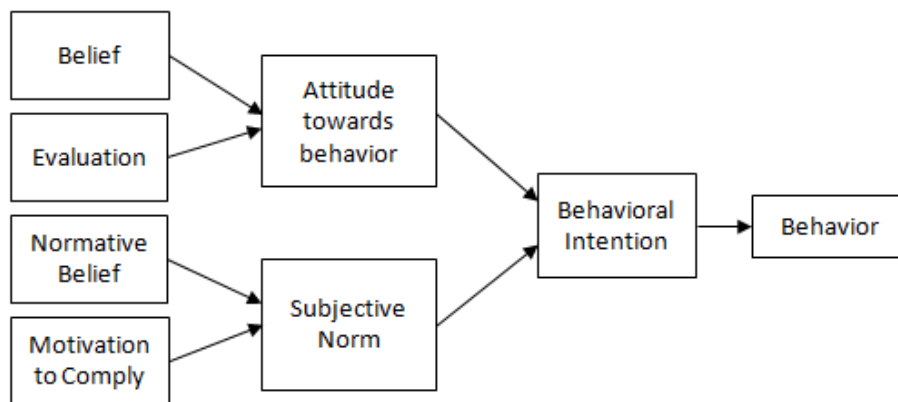 Belief
Evaluation
Normative
Belief
Motivation
to Comply
Attitude
towards
behavior
Subjective
Norm
Behavioral
Intention
Behavior